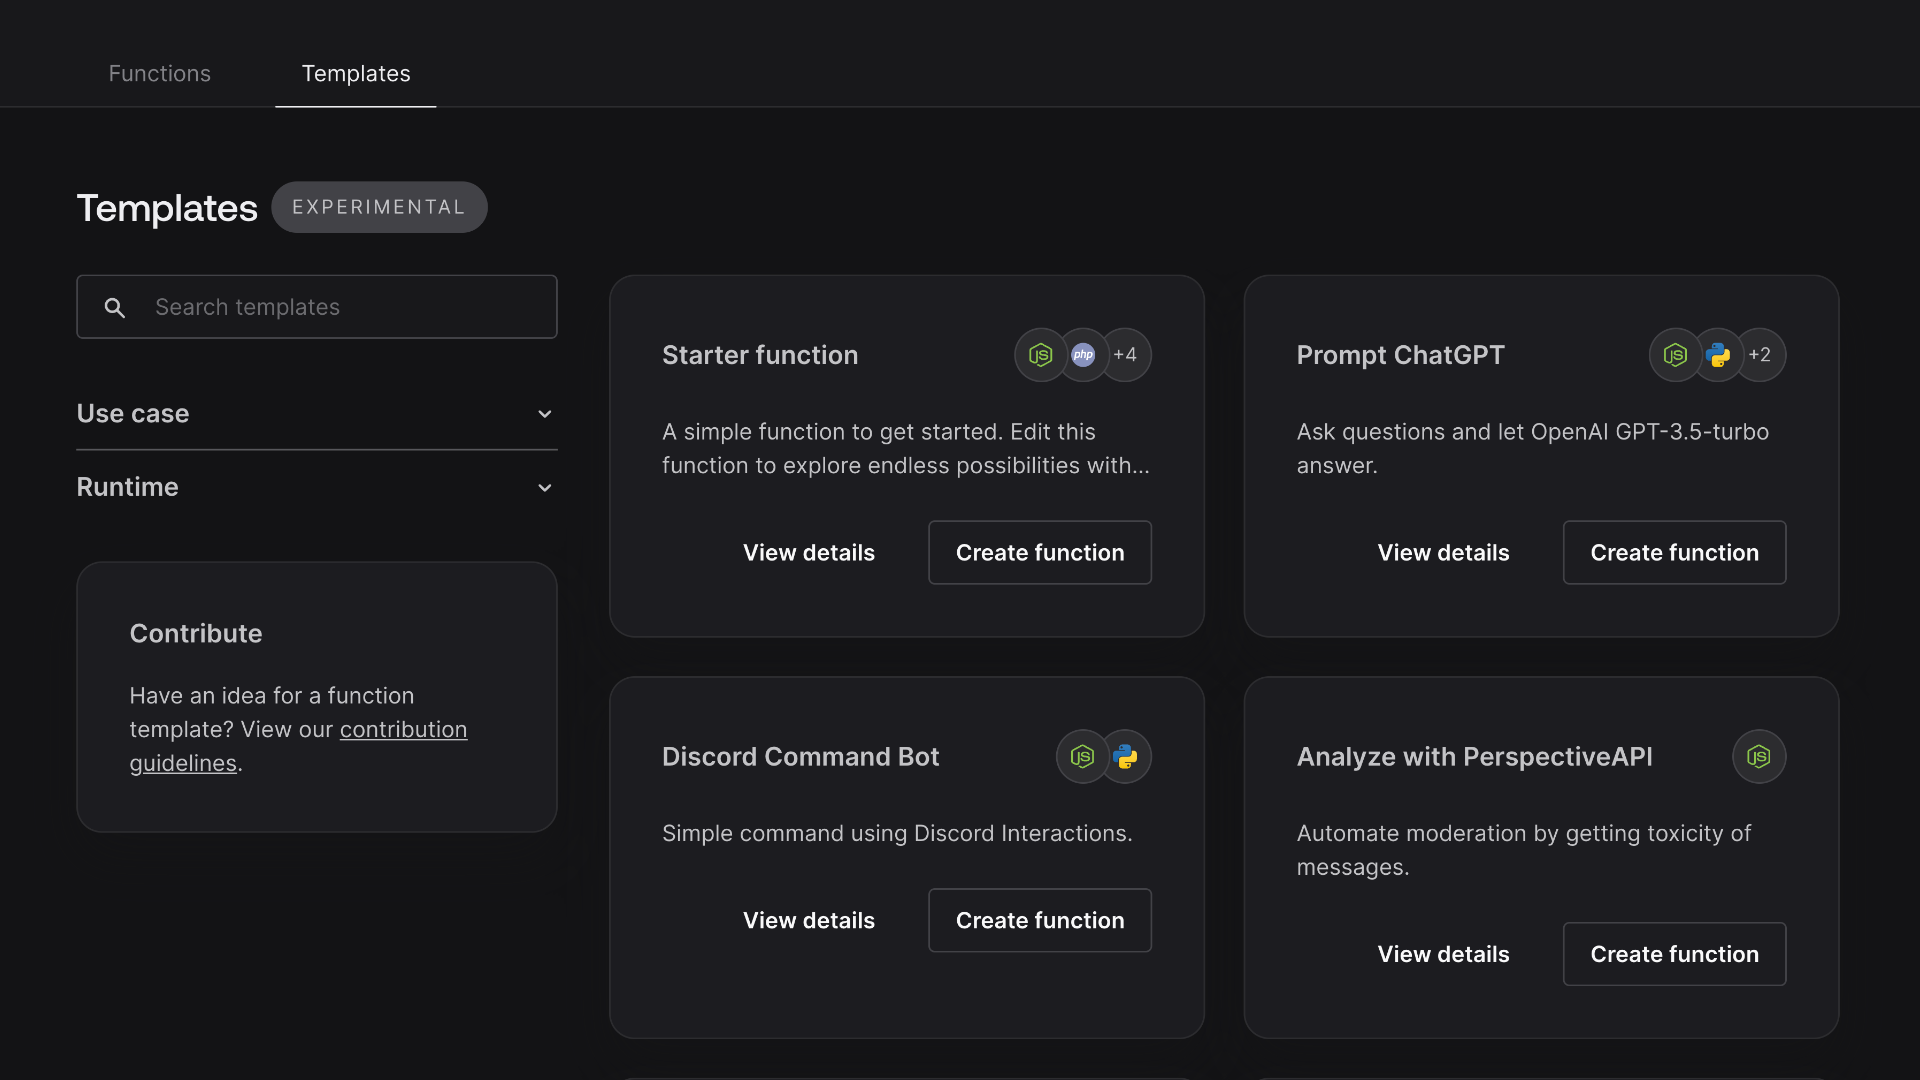 Functions
Templates
Templates
EXPERIMENTAL
Search templates
Use case
Runtime
Contribute
Have an idea for a function
template? View our contribution
guidelines.
Starter function
JS
php
+4
A simple function to get started. Edit this
function to explore endless possibilities with...
View details
Create function
Prompt ChatGPT
JS
+2
Ask questions and let OpenAI GPT-3.5-turbo
answer.
View details
Create function
Discord Command Bot
JS
Simple command using Discord Interactions.
View details
Create function
Analyze with PerspectiveAPI
JS
Automate moderation by getting toxicity of
messages.
View details
Create function